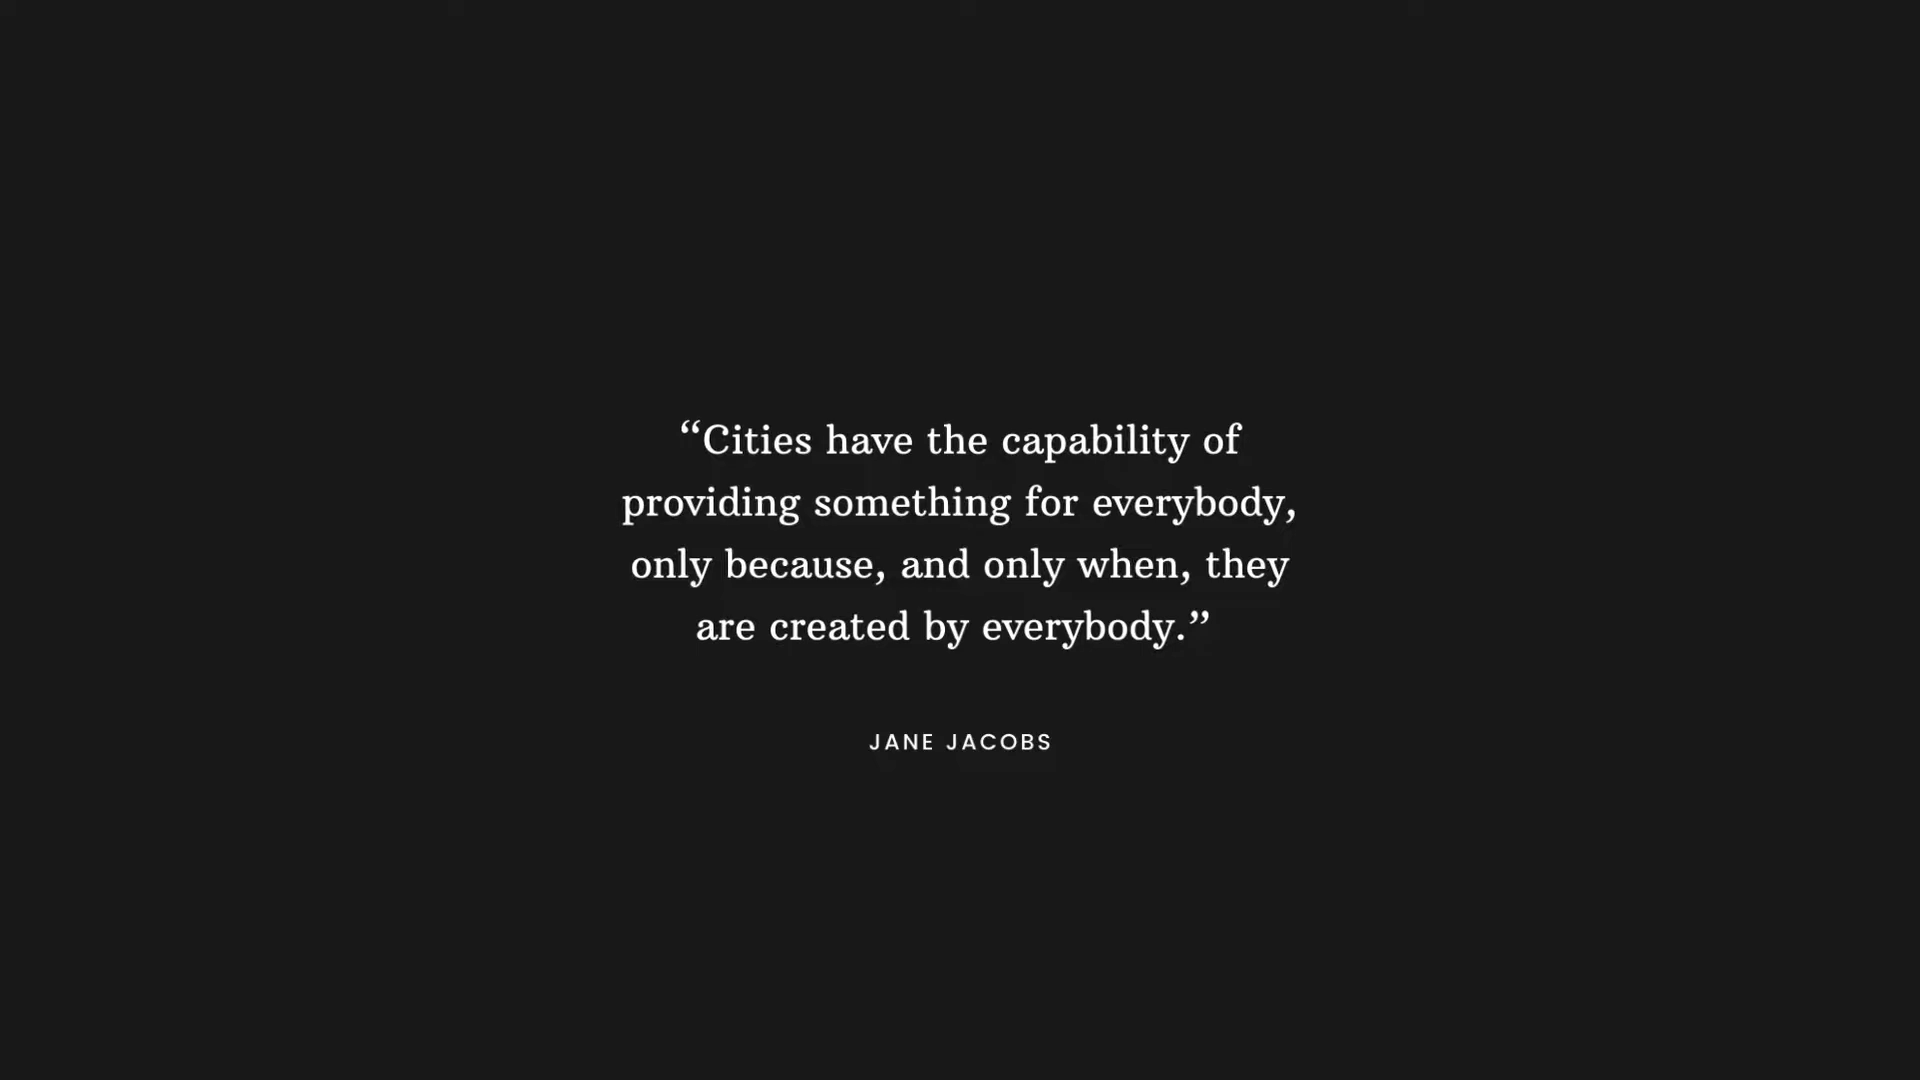 “Cities have the capability of
providing something for everybody,
only because, and only when, they
are created by everybody.”
JANE JACOBS